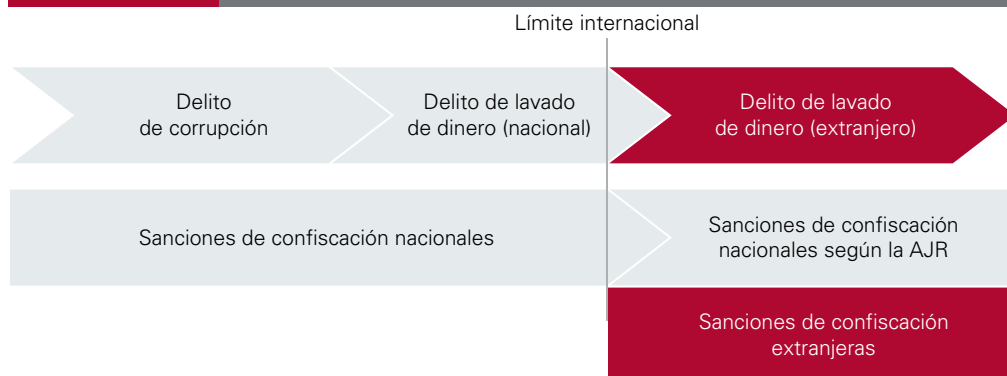 Límite internacional
Delito
de corrupción
Delito de lavado
de dinero (nacional)
Delito de lavado
de dinero (extranjero)
Sanciones de confiscación nacionales
Sanciones de confiscación
nacionales según la AJR
Sanciones de confiscación
extranjeras